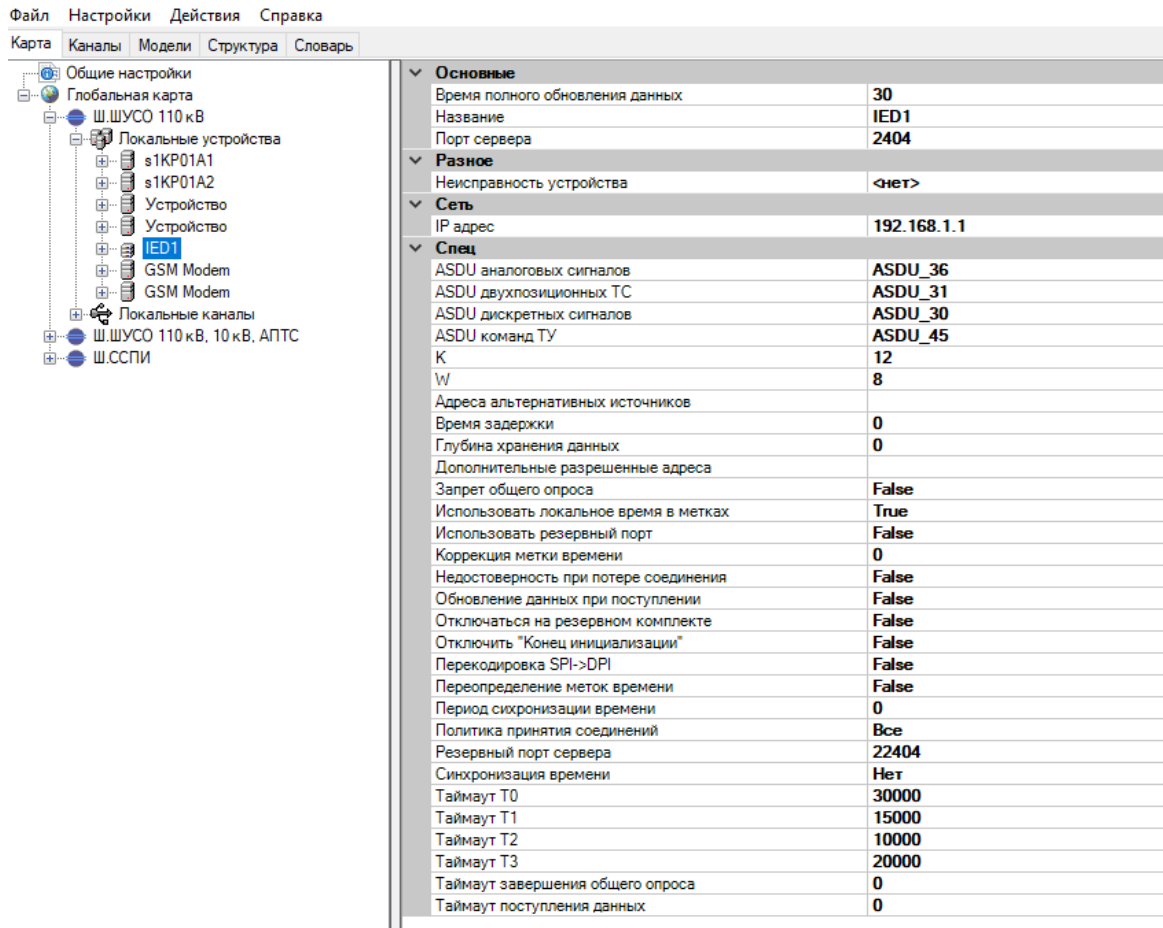 Файл Настройки Действия Справка
Карта Каналы Модели Структура Словарь
Общие настройки
Глобальная карта
Ш.ШУСО 110 кВ
Локальные устройства
s1KP01A1
s1KP01A2
Устройство
Устройство
IED1
GSM Modem
GSM Modem
Локальные каналы
Ш.ШУСО 110 кВ, 10 кВ, АПТС
Ш.ССПИ
Основные
Время полного обновления данных 30
Название IED1
Порт сервера 2404
Разное
Неисправность устройства <нет>
Сеть
IP адрес 192.168.1.1
Спец
ASDU аналоговых сигналов ASDU_36
ASDU двухпозиционных ТС ASDU_31
ASDU дискретных сигналов ASDU_30
ASDU команд ТУ ASDU_45
K 12
W 8
Адреса альтернативных источников
Время задержки 0
Глубина хранения данных 0
Дополнительные разрешенные адреса
Запрет общего опроса False
Использовать локальное время в метках True
Использовать резервный порт False
Коррекция метки времени 0
Недостоверность при потере соединения False
Обновление данных при поступлении False
Отключаться на резервном комплекте False
Отключить "Конец инициализации" False
Перекодировка SPI->DPI False
Переопределение меток времени False
Период сихронизации времени 0
Политика принятия соединений Все
Резервный порт сервера 22404
Синхронизация времени Нет
Таймаут T0 30000
Таймаут T1 15000
Таймаут T2 10000
Таймаут T3 20000
Таймаут завершения общего опроса 0
Таймаут поступления данных 0